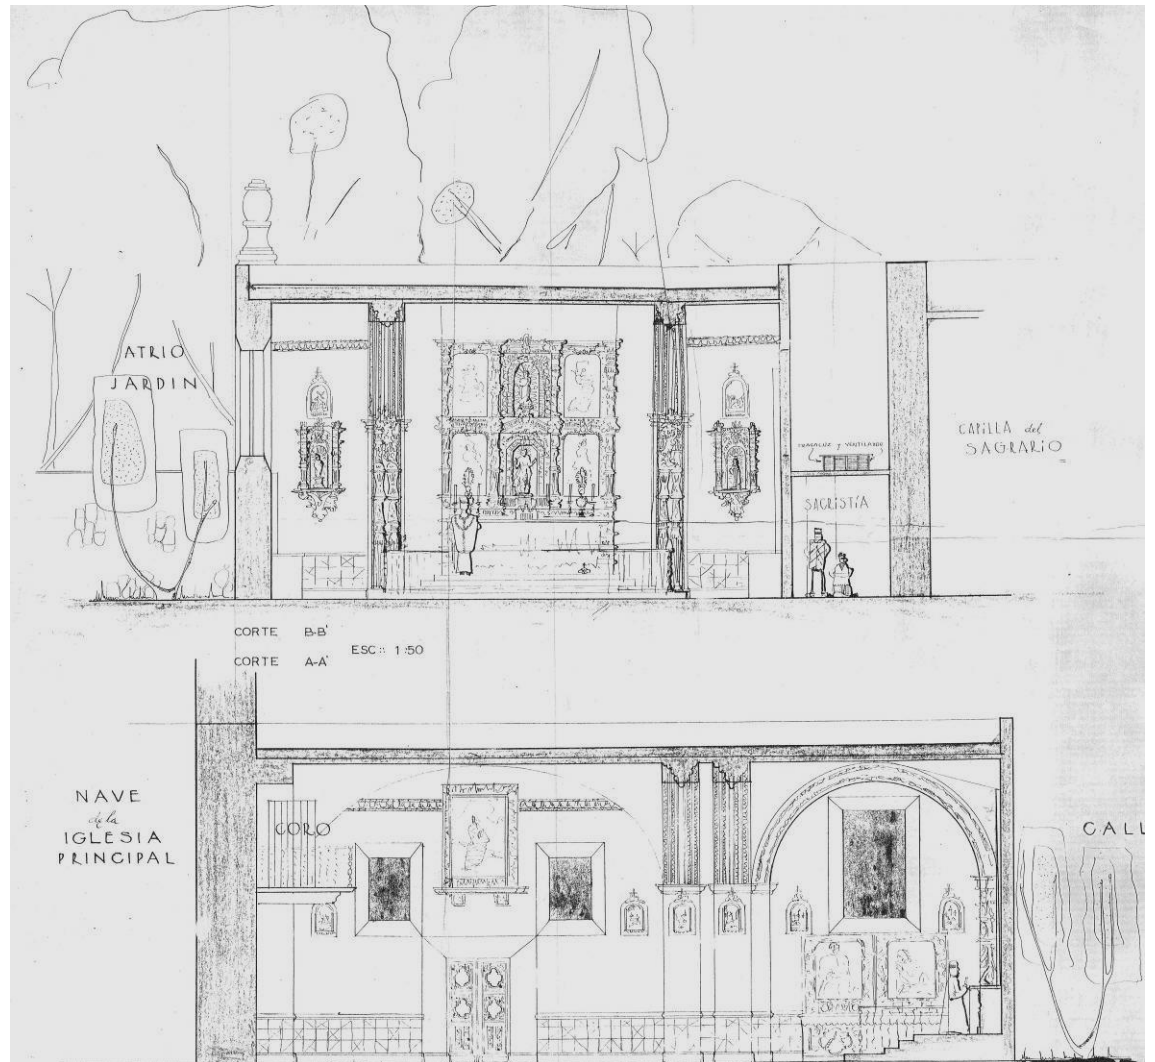 ATRIO
JARDIN
TRAGALUZ y VENTILANDO
SACRISTÍA
CAPILLA del
SAGRARIO
CORTE B-B'
ESC:: 1:50
CORTE A-A'
NAVE
de la
IGLESIA
PRINCIPAL
CORO
CALL